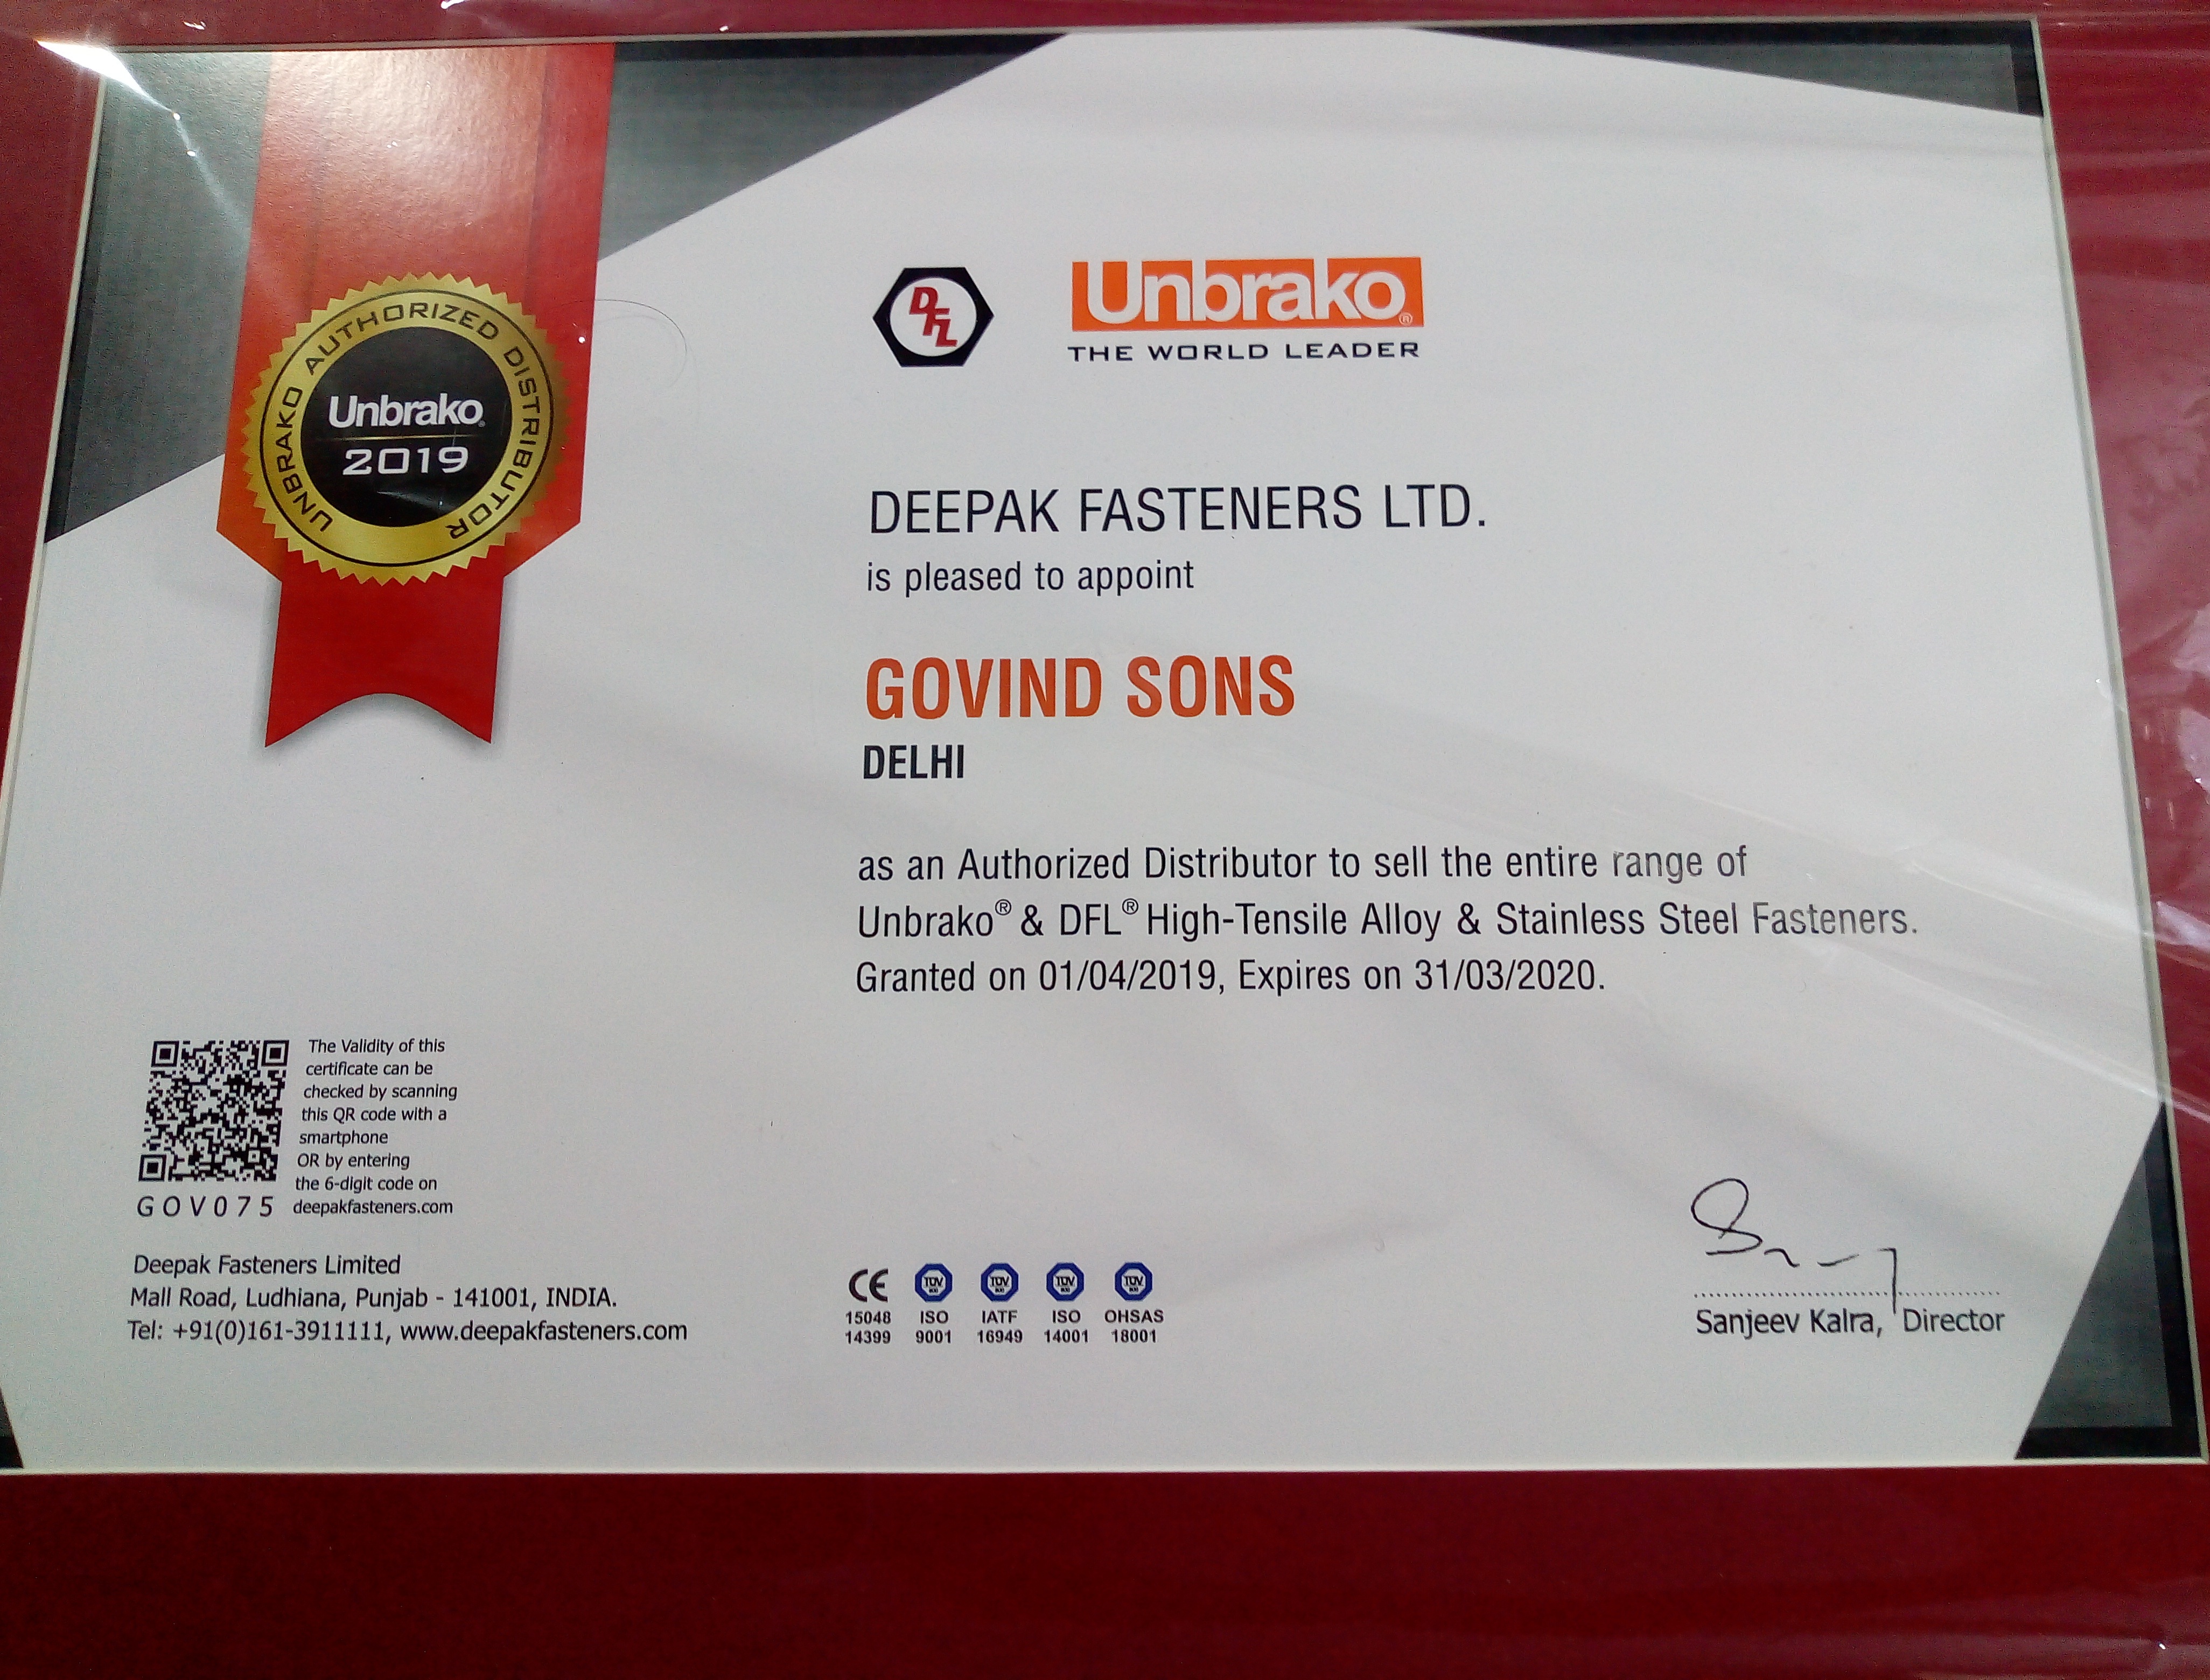 UNBRAKO AUTHORIZED DISTRIBUTOR
Unbrako®
2019
DFL
Unbrako®
THE WORLD LEADER
DEEPAK FASTENERS LTD.
is pleased to appoint
GOVIND SONS
DELHI
as an Authorized Distributor to sell the entire range of
Unbrako® & DFL® High-Tensile Alloy & Stainless Steel Fasteners.
Granted on 01/04/2019, Expires on 31/03/2020.
The Validity of this
certificate can be
checked by scanning
this QR code with a
smartphone
OR by entering
the 6-digit code on
deepakfasteners.com
GOV075
Deepak Fasteners Limited
Mall Road, Ludhiana, Punjab - 141001, INDIA.
Tel: +91(0)161-3911111, www.deepakfasteners.com
CE
15048
14399
TÜV
ISO
9001
TÜV
IATF
16949
TÜV
ISO
14001
TÜV
OHSAS
18001
Sanjeev Kalra, Director